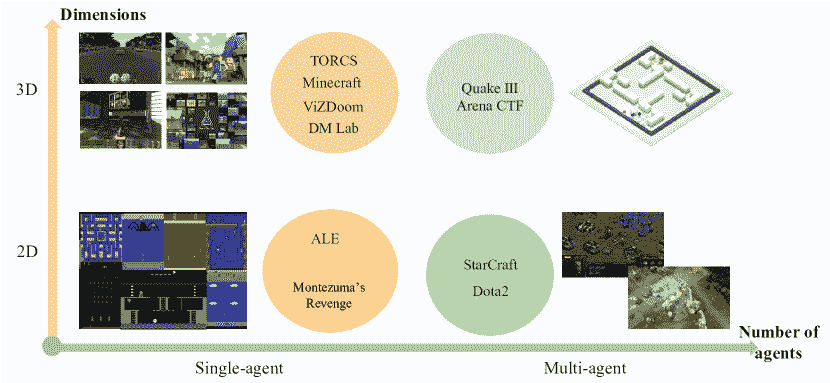 Dimensions
3D
TORCS
Minecraft
ViZDoom
DM Lab
Quake III
Arena CTF
2D
ALE
Montezuma's
Revenge
StarCraft
Dota2
Number of
agents
Single-agent
Multi-agent